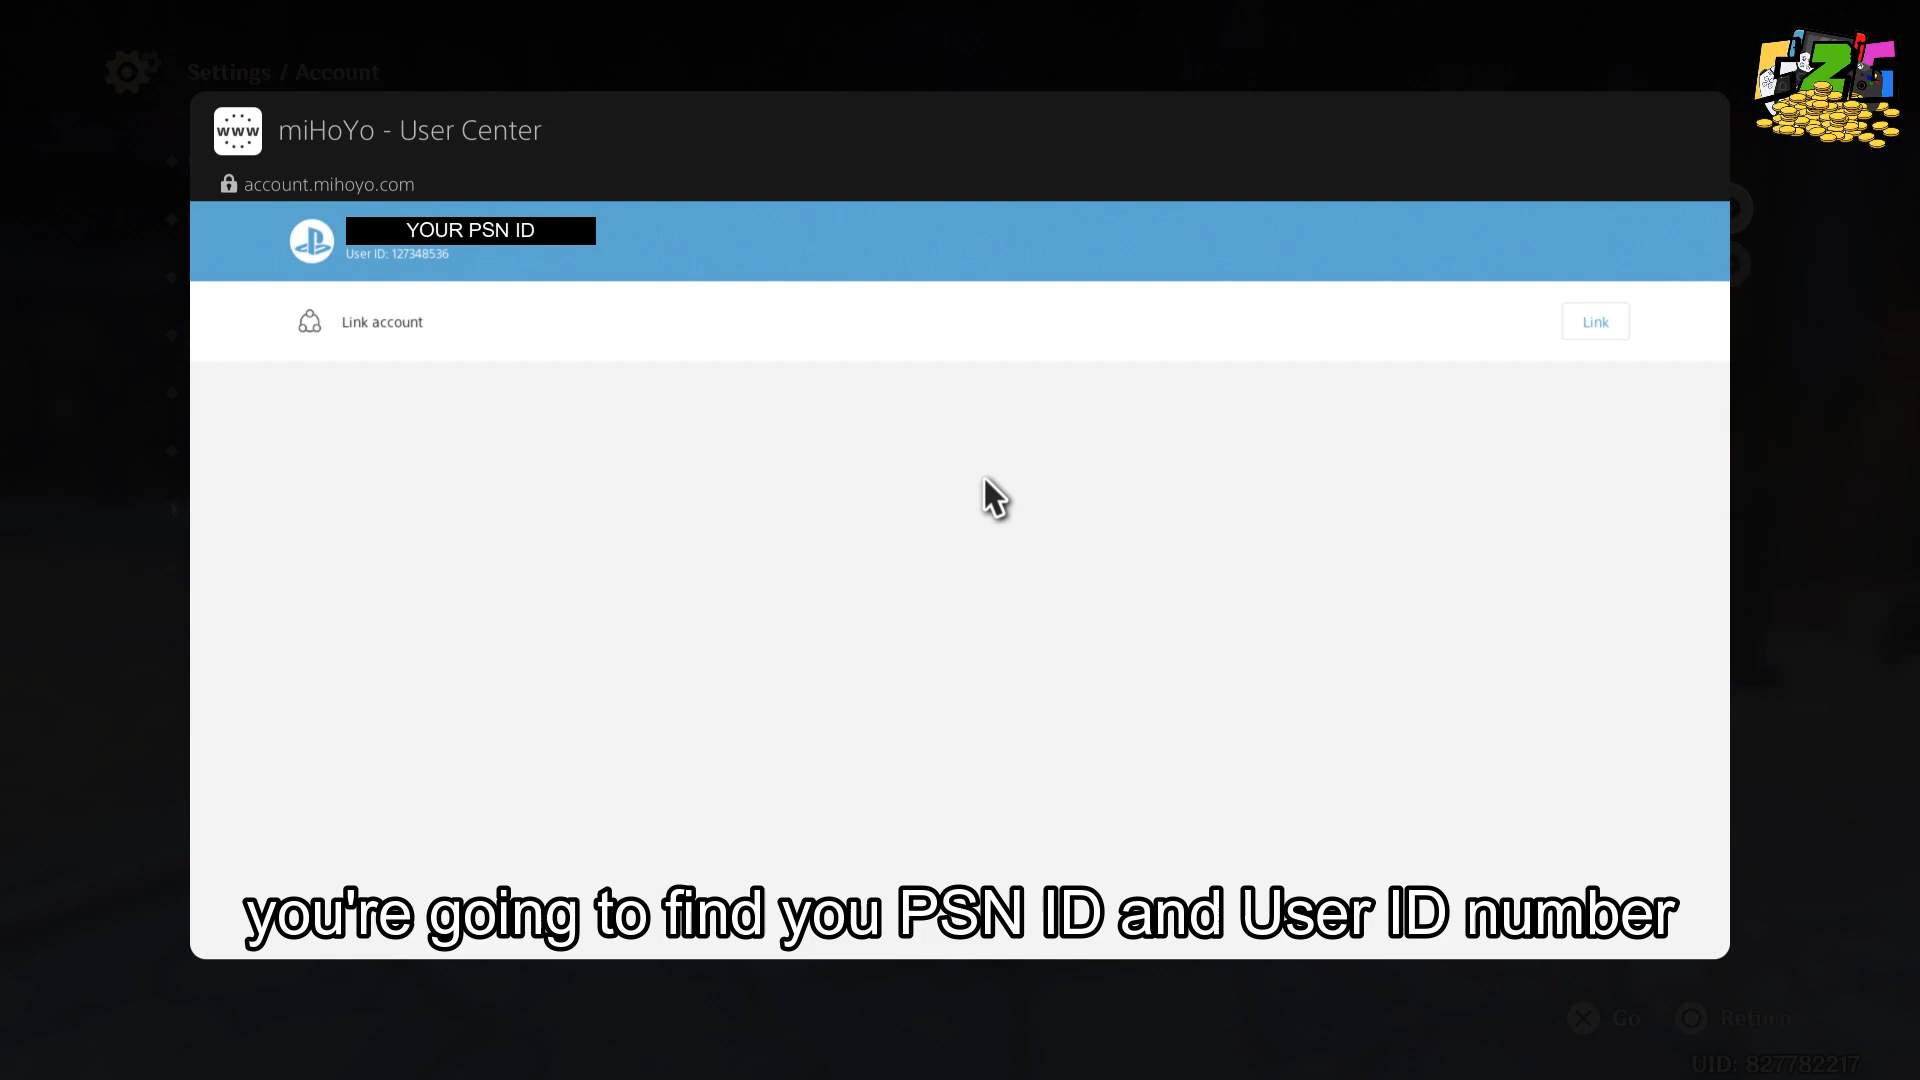 Settings / Account
www
miHoYo - User Center
account.mihoyo.com
YOUR PSN ID
User ID: 127348536
Link account
Link
you're going to find you PSN ID and User ID number
Go
Return
UID: 827782217